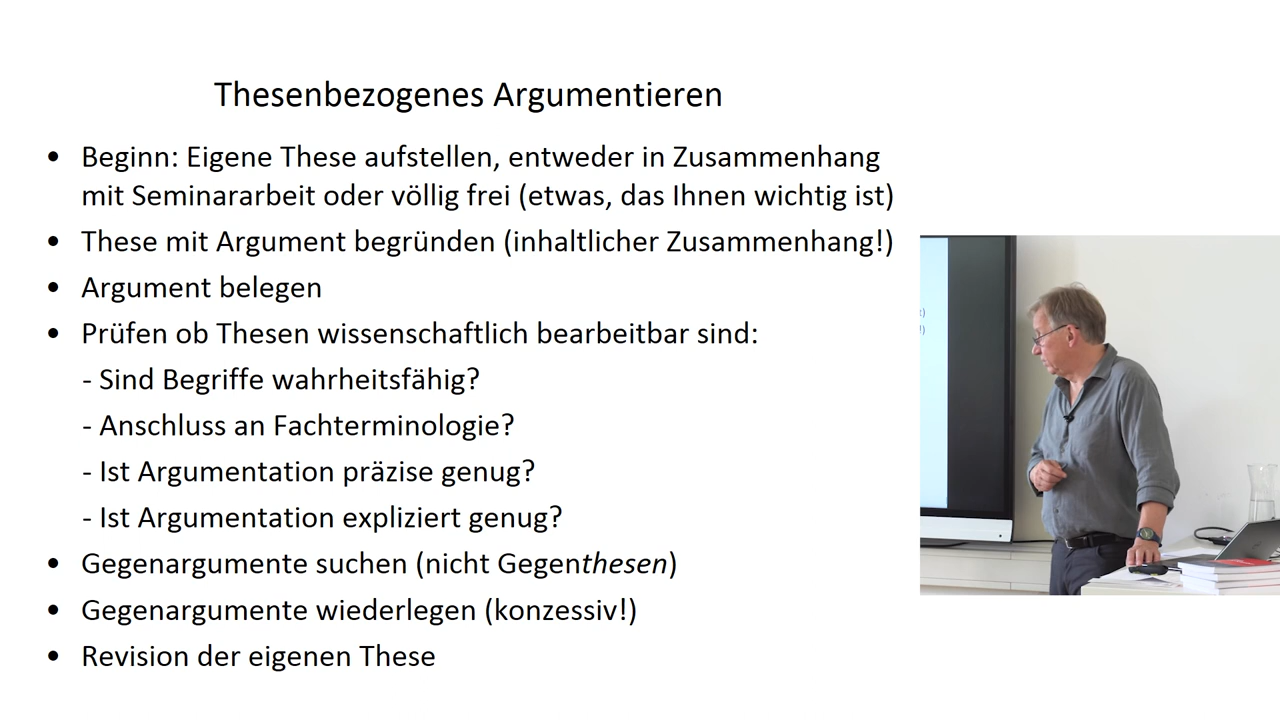 Thesenbezogenes Argumentieren
• Beginn: Eigene These aufstellen, entweder in Zusammenhang
mit Seminararbeit oder völlig frei (etwas, das Ihnen wichtig ist)
• These mit Argument begründen (inhaltlicher Zusammenhang!)
• Argument belegen
• Prüfen ob Thesen wissenschaftlich bearbeitbar sind:
- Sind Begriffe wahrheitsfähig?
- Anschluss an Fachterminologie?
- Ist Argumentation präzise genug?
- Ist Argumentation expliziert genug?
• Gegenargumente suchen (nicht Gegenthesen)
• Gegenargumente wiederlegen (konzessiv!)
• Revision der eigenen These